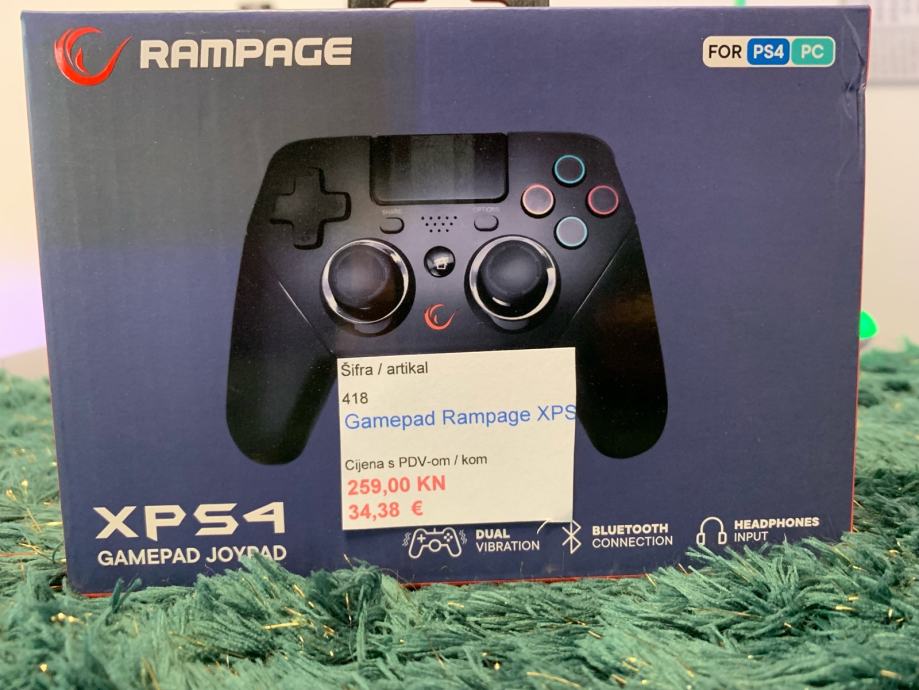 RAMPAGE
FOR PS4 PC
SHARE
OPTIONS
Šifra / artikal
418
Gamepad Rampage XPS
Cijena s PDV-om / kom
259,00 KN
34,38 €
XPS4
GAMEPAD JOYPAD
DUAL
VIBRATION
BLUETOOTH
CONNECTION
HEADPHONES
INPUT